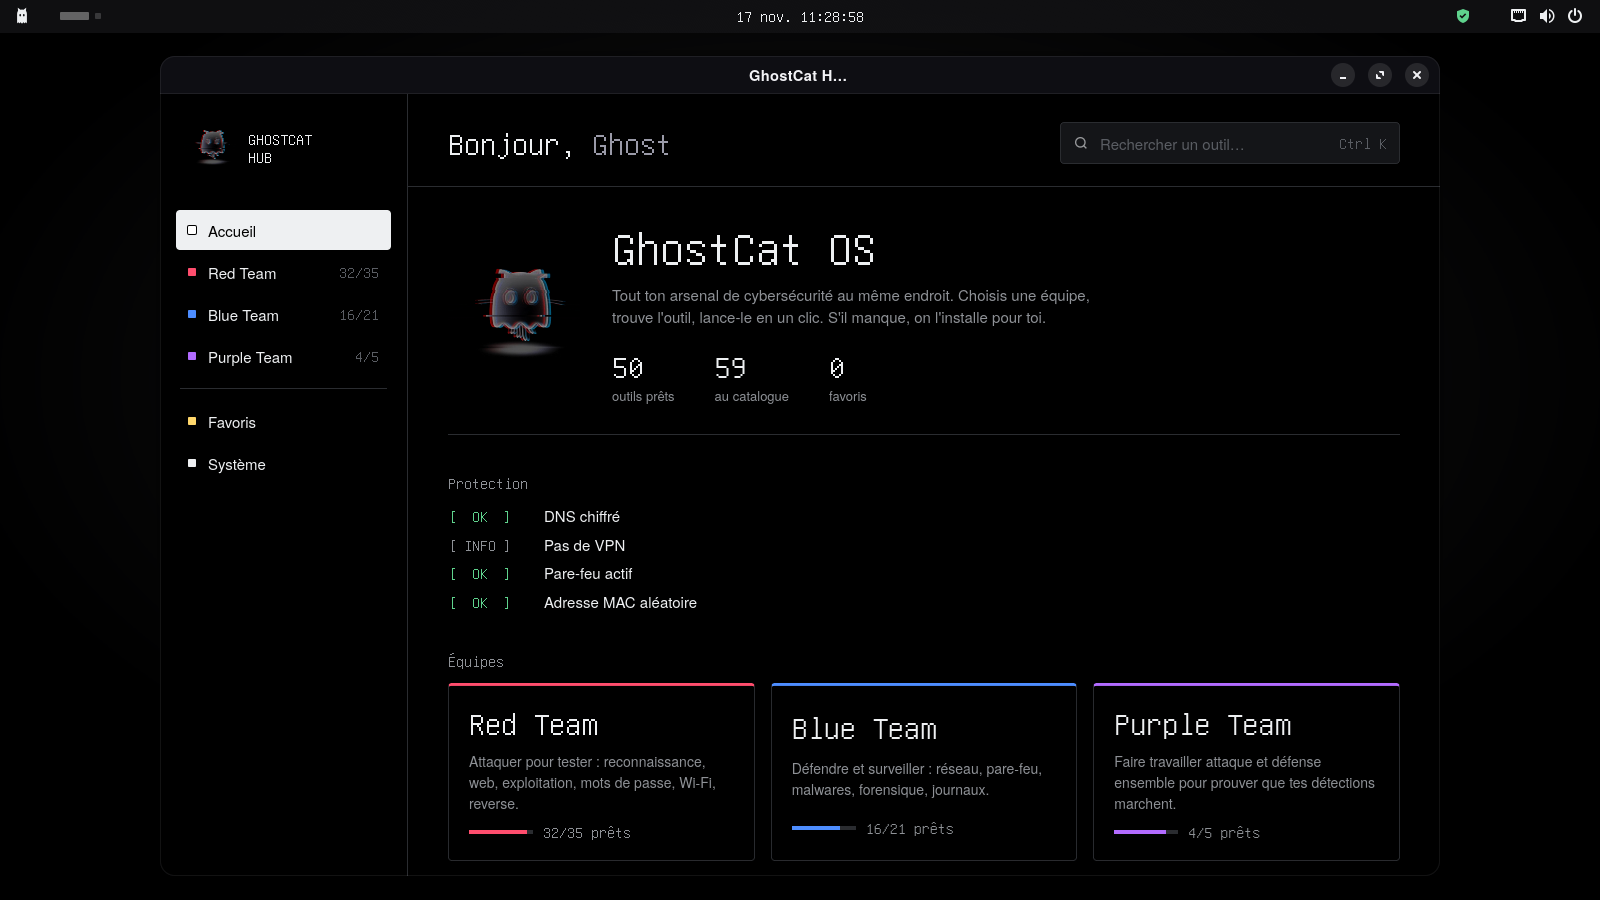 17 nov. 11:28:58
GhostCat H...
GHOSTCAT
HUB
Bonjour, Ghost
Rechercher un outil...
Ctrl K
Accueil
Red Team 32/35
Blue Team 16/21
Purple Team 4/5
Favoris
Système
GhostCat OS
Tout ton arsenal de cybersécurité au même endroit. Choisis une équipe,
trouve l'outil, lance-le en un clic. S'il manque, on l'installe pour toi.
50 59 0
outils prêts au catalogue favoris
Protection
[ OK ] DNS chiffré
[ INFO ] Pas de VPN
[ OK ] Pare-feu actif
[ OK ] Adresse MAC aléatoire
Équipes
Red Team
Attaquer pour tester : reconnaissance,
web, exploitation, mots de passe, Wi-Fi,
reverse.
32/35 prêts
Blue Team
Défendre et surveiller : réseau, pare-feu,
malwares, forensique, journaux.
16/21 prêts
Purple Team
Faire travailler attaque et défense
ensemble pour prouver que tes détections
marchent.
4/5 prêts